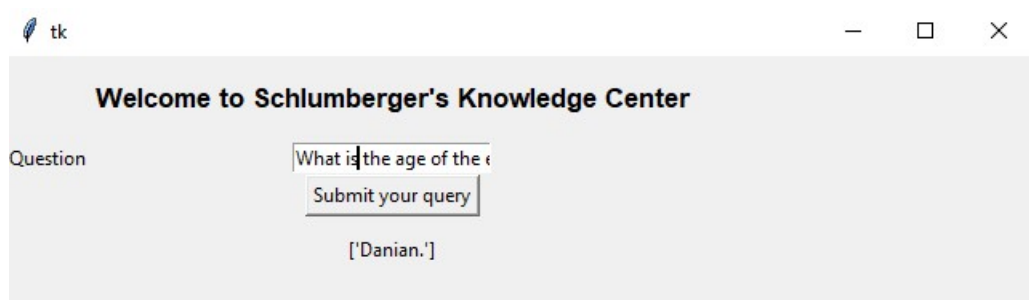 tk
Welcome to Schlumberger's Knowledge Center
Question
What is the age of the
Submit your query
['Danian.']